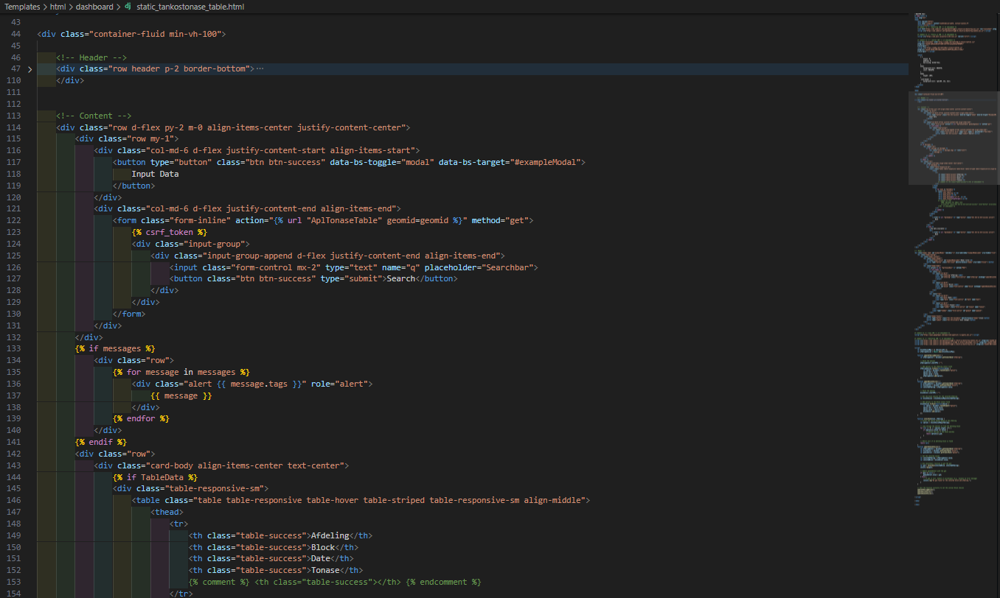 Templates > html > dashboard > dj static_tankostonase_table.html
43
44 <div class="container-fluid min-vh-100">
45
46 <!-- Header -->
47 > <div class="row header p-2 border-bottom">···
110 </div>
111
112
113 <!-- Content -->
114 <div class="row d-flex py-2 m-0 align-items-center justify-content-center">
115 <div class="row my-1">
116 <div class="col-md-6 d-flex justify-content-start align-items-start">
117 <button type="button" class="btn btn-success" data-bs-toggle="modal" data-bs-target="#exampleModal">
118 Input Data
119 </button>
120 </div>
121 <div class="col-md-6 d-flex justify-content-end align-items-end">
122 <form class="form-inline" action="{% url "AplTonaseTable" geomid=geomid %}" method="get">
123 {% csrf_token %}
124 <div class="input-group">
125 <div class="input-group-append d-flex justify-content-end align-items-end">
126 <input class="form-control mx-2" type="text" name="q" placeholder="Searchbar">
127 <button class="btn btn-success" type="submit">Search</button>
128 </div>
129 </div>
130 </form>
131 </div>
132 </div>
133 {% if messages %}
134 <div class="row">
135 {% for message in messages %}
136 <div class="alert {{ message.tags }}" role="alert">
137 {{ message }}
138 </div>
139 {% endfor %}
140 </div>
141 {% endif %}
142 <div class="row">
143 <div class="card-body align-items-center text-center">
144 {% if TableData %}
145 <div class="table-responsive-sm">
146 <table class="table table-responsive table-hover table-striped table-responsive-sm align-middle">
147 <thead>
148 <tr>
149 <th class="table-success">Afdeling</th>
150 <th class="table-success">Block</th>
151 <th class="table-success">Date</th>
152 <th class="table-success">Tonase</th>
153 {% comment %} <th class="table-success"></th> {% endcomment %}
154 </tr>